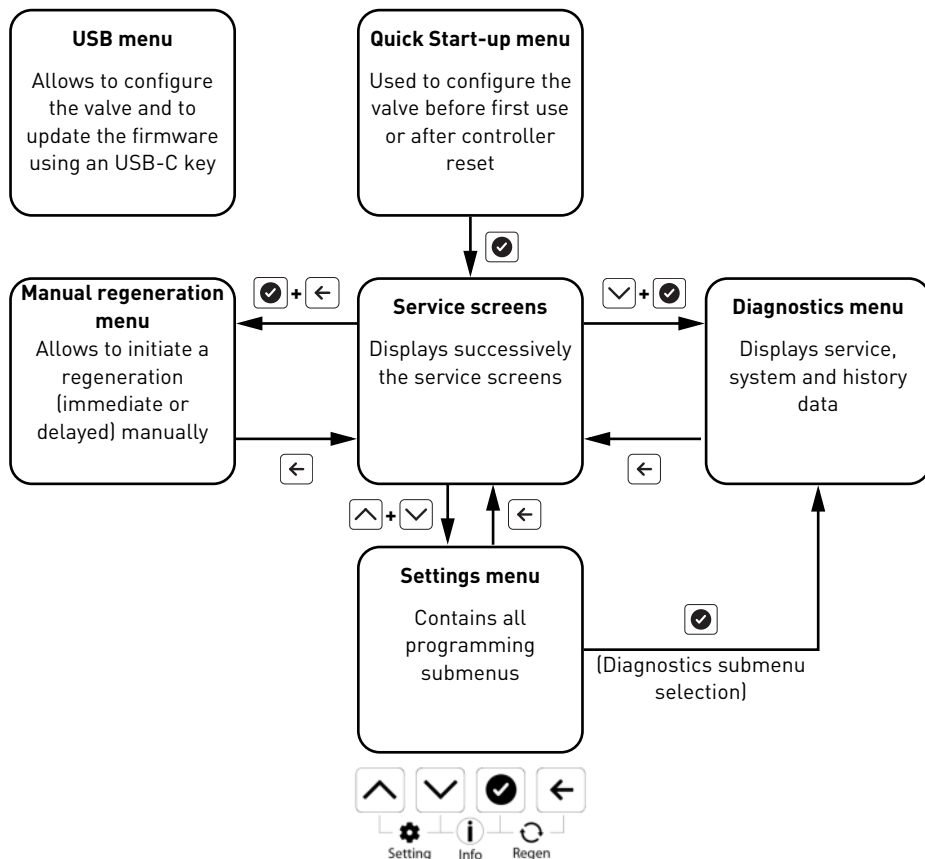 USB menu
Allows to configure
the valve and to
update the firmware
using an USB-C key
Quick Start-up menu
Used to configure the
valve before first use
or after controller
reset
Manual regeneration
menu
Allows to initiate a
regeneration
(immediate or
delayed) manually
+
Service screens
Displays successively
the service screens
+
Diagnostics menu
Displays service,
system and history
data
+
Settings menu
Contains all
programming
submenus
(Diagnostics submenu
selection)
Setting Info Regen